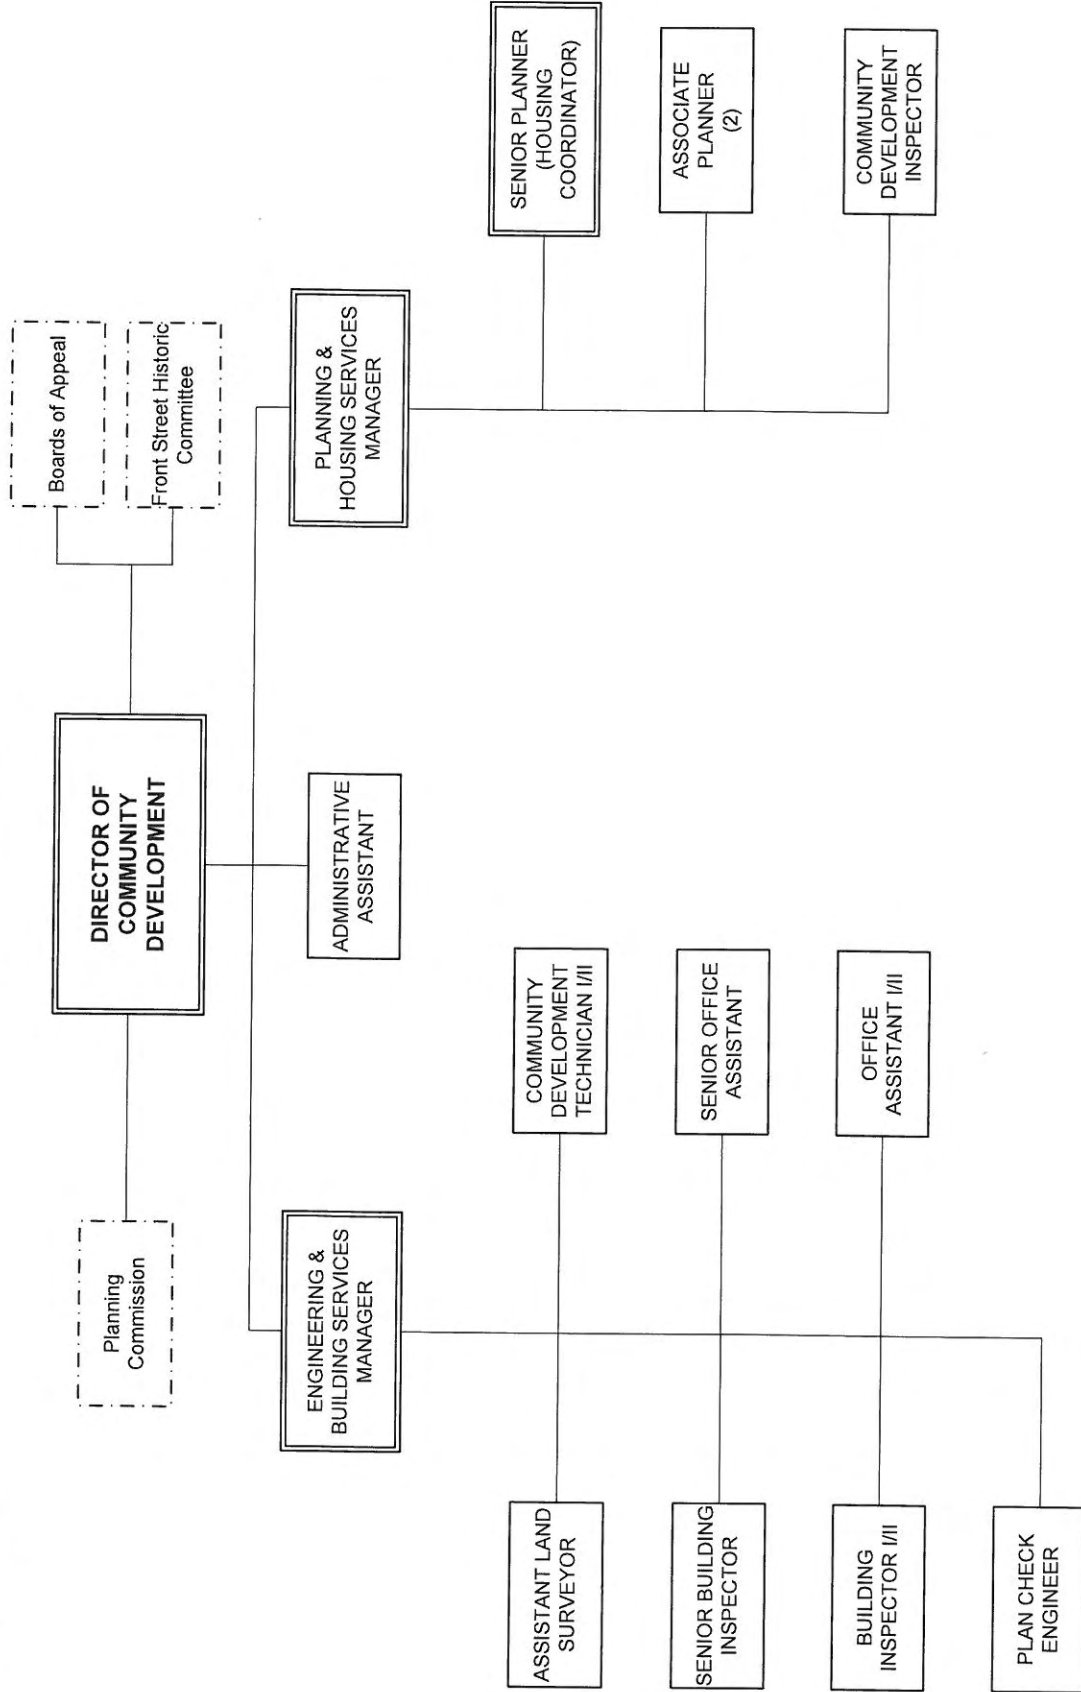 Planning
Commission
DIRECTOR OF
COMMUNITY
DEVELOPMENT
Boards of Appeal
Front Street Historic
Committee
ENGINEERING &
BUILDING SERVICES
MANAGER
ADMINISTRATIVE
ASSISTANT
PLANNING &
HOUSING SERVICES
MANAGER
ASSISTANT LAND
SURVEYOR
COMMUNITY
DEVELOPMENT
TECHNICIAN I/II
SENIOR PLANNER
(HOUSING
COORDINATOR)
SENIOR BUILDING
INSPECTOR
SENIOR OFFICE
ASSISTANT
ASSOCIATE
PLANNER
(2)
BUILDING
INSPECTOR I/II
OFFICE
ASSISTANT I/II
COMMUNITY
DEVELOPMENT
INSPECTOR
PLAN CHECK
ENGINEER